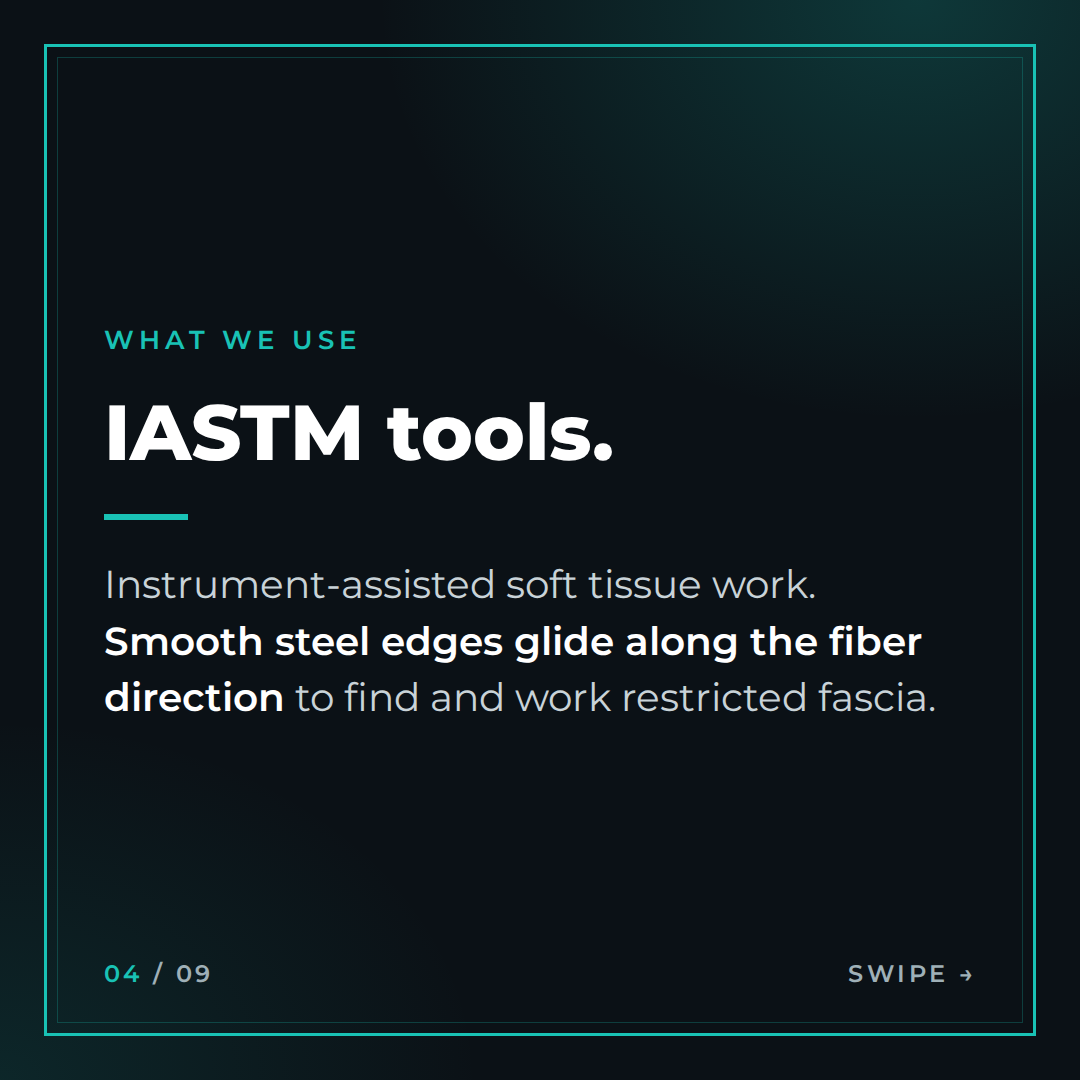 WHAT WE USE
IASTM tools.
Instrument-assisted soft tissue work.
Smooth steel edges glide along the fiber
direction to find and work restricted fascia.
04 / 09
SWIPE →